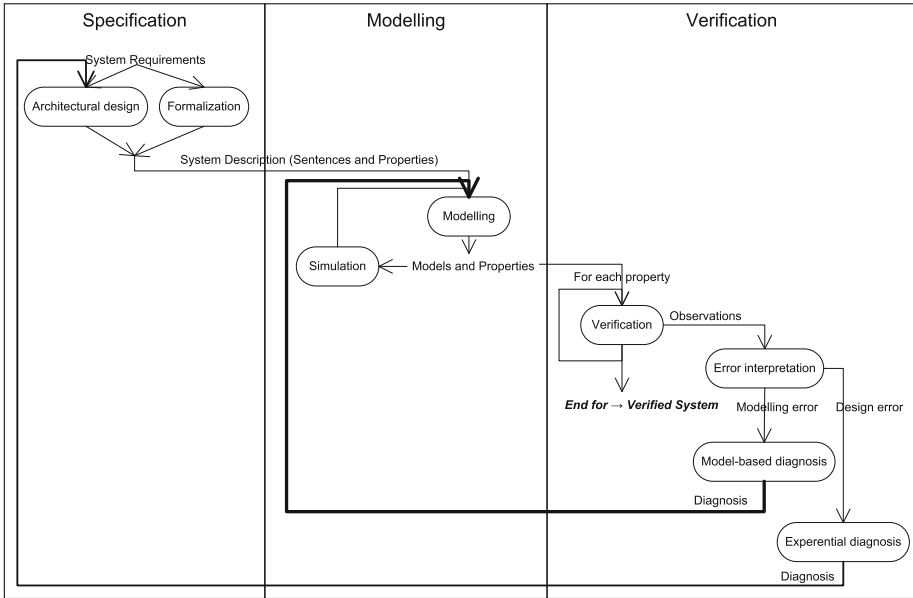 Specification
Modelling
Verification
System Requirements
Architectural design
Formalization
System Description (Sentences and Properties)
Modelling
Simulation
Models and Properties
For each property
Verification
Observations
Error interpretation
End for → Verified System
Modelling error
Design error
Model-based diagnosis
Diagnosis
Experential diagnosis
Diagnosis